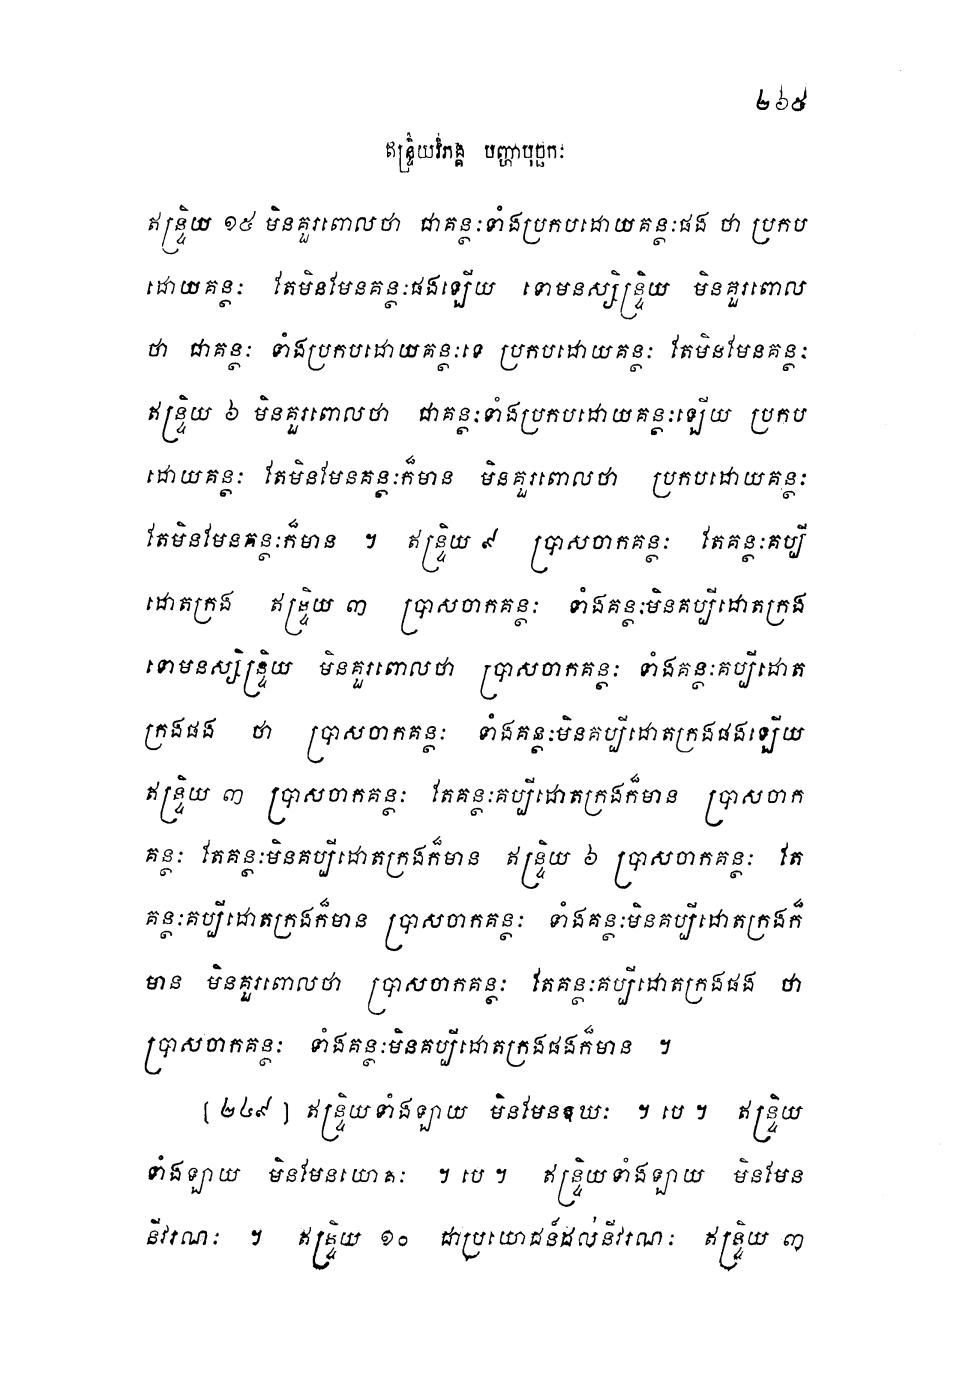 ២៦៥
ឥន្ទ្រិយវិភង្គ បញ្ហាបុច្ឆកៈ
ឥន្ទ្រិយ ១៥ មិនគួរពោលថា ជាគន្ថៈទាំងប្រកបដោយគន្ថៈផង ថា ប្រកប
ដោយគន្ថៈ តែមិនមែនគន្ថៈផងឡើយ ទោមនស្សិន្ទ្រិយ មិនគួរពោល
ថា ជាគន្ថៈ ទាំងប្រកបដោយគន្ថៈទេ ប្រកបដោយគន្ថៈ តែមិនមែនគន្ថៈ
ឥន្ទ្រិយ ៦ មិនគួរពោលថា ជាគន្ថៈទាំងប្រកបដោយគន្ថៈឡើយ ប្រកប
ដោយគន្ថៈ តែមិនមែនគន្ថៈក៏មាន មិនគួរពោលថា ប្រកបដោយគន្ថៈ
តែមិនមែនគន្ថៈក៏មាន ។ ឥន្ទ្រិយ ៩ ប្រាសចាកគន្ថៈ តែគន្ថៈគប្បី
ដោតក្រង ឥន្ទ្រិយ ៣ ប្រាសចាកគន្ថៈ ទាំងគន្ថៈមិនគប្បីដោតក្រង
ទោមនស្សិន្ទ្រិយ មិនគួរពោលថា ប្រាសចាកគន្ថៈ ទាំងគន្ថៈគប្បីដោត
ក្រងផង ថា ប្រាសចាកគន្ថៈ ទាំងគន្ថៈមិនគប្បីដោតក្រងផងឡើយ
ឥន្ទ្រិយ ៣ ប្រាសចាកគន្ថៈ តែគន្ថៈគប្បីដោតក្រងក៏មាន ប្រាសចាក
គន្ថៈ តែគន្ថៈមិនគប្បីដោតក្រងក៏មាន ឥន្ទ្រិយ ៦ ប្រាសចាកគន្ថៈ តែ
គន្ថៈគប្បីដោតក្រងក៏មាន ប្រាសចាកគន្ថៈ ទាំងគន្ថៈមិនគប្បីដោតក្រងក៏
មាន មិនគួរពោលថា ប្រាសចាកគន្ថៈ តែគន្ថៈគប្បីដោតក្រងផង ថា
ប្រាសចាកគន្ថៈ ទាំងគន្ថៈមិនគប្បីដោតក្រងផងក៏មាន ។
[ ២៤៩ ] ឥន្ទ្រិយទាំងឡាយ មិនមែនឱឃៈ ។ បេ ។ ឥន្ទ្រិយ
ទាំងឡាយ មិនមែនយោគៈ ។ បេ ។ ឥន្ទ្រិយទាំងឡាយ មិនមែន
នីវរណៈ ។ ឥន្ទ្រិយ ១០ ជាប្រយោជន៍ដល់នីវរណៈ ឥន្ទ្រិយ ៣